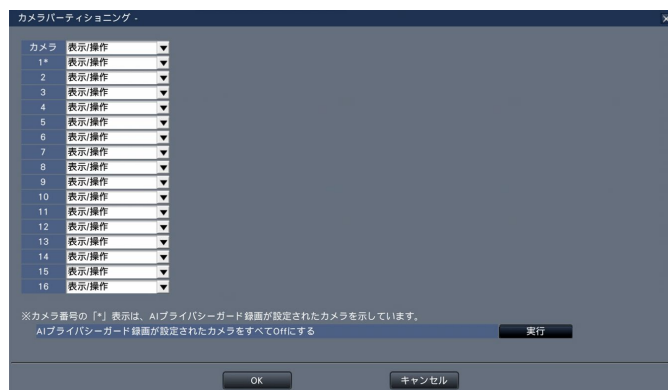 カメラパーティショニング -
カメラ 表示/操作
1* 表示/操作
2 表示/操作
3 表示/操作
4 表示/操作
5 表示/操作
6 表示/操作
7 表示/操作
8 表示/操作
9 表示/操作
10 表示/操作
11 表示/操作
12 表示/操作
13 表示/操作
14 表示/操作
15 表示/操作
16 表示/操作
※カメラ番号の「*」表示は、AIプライバシーガード録画が設定されたカメラを示しています。
AIプライバシーガード録画が設定されたカメラをすべてOffにする 実行
OK キャンセル